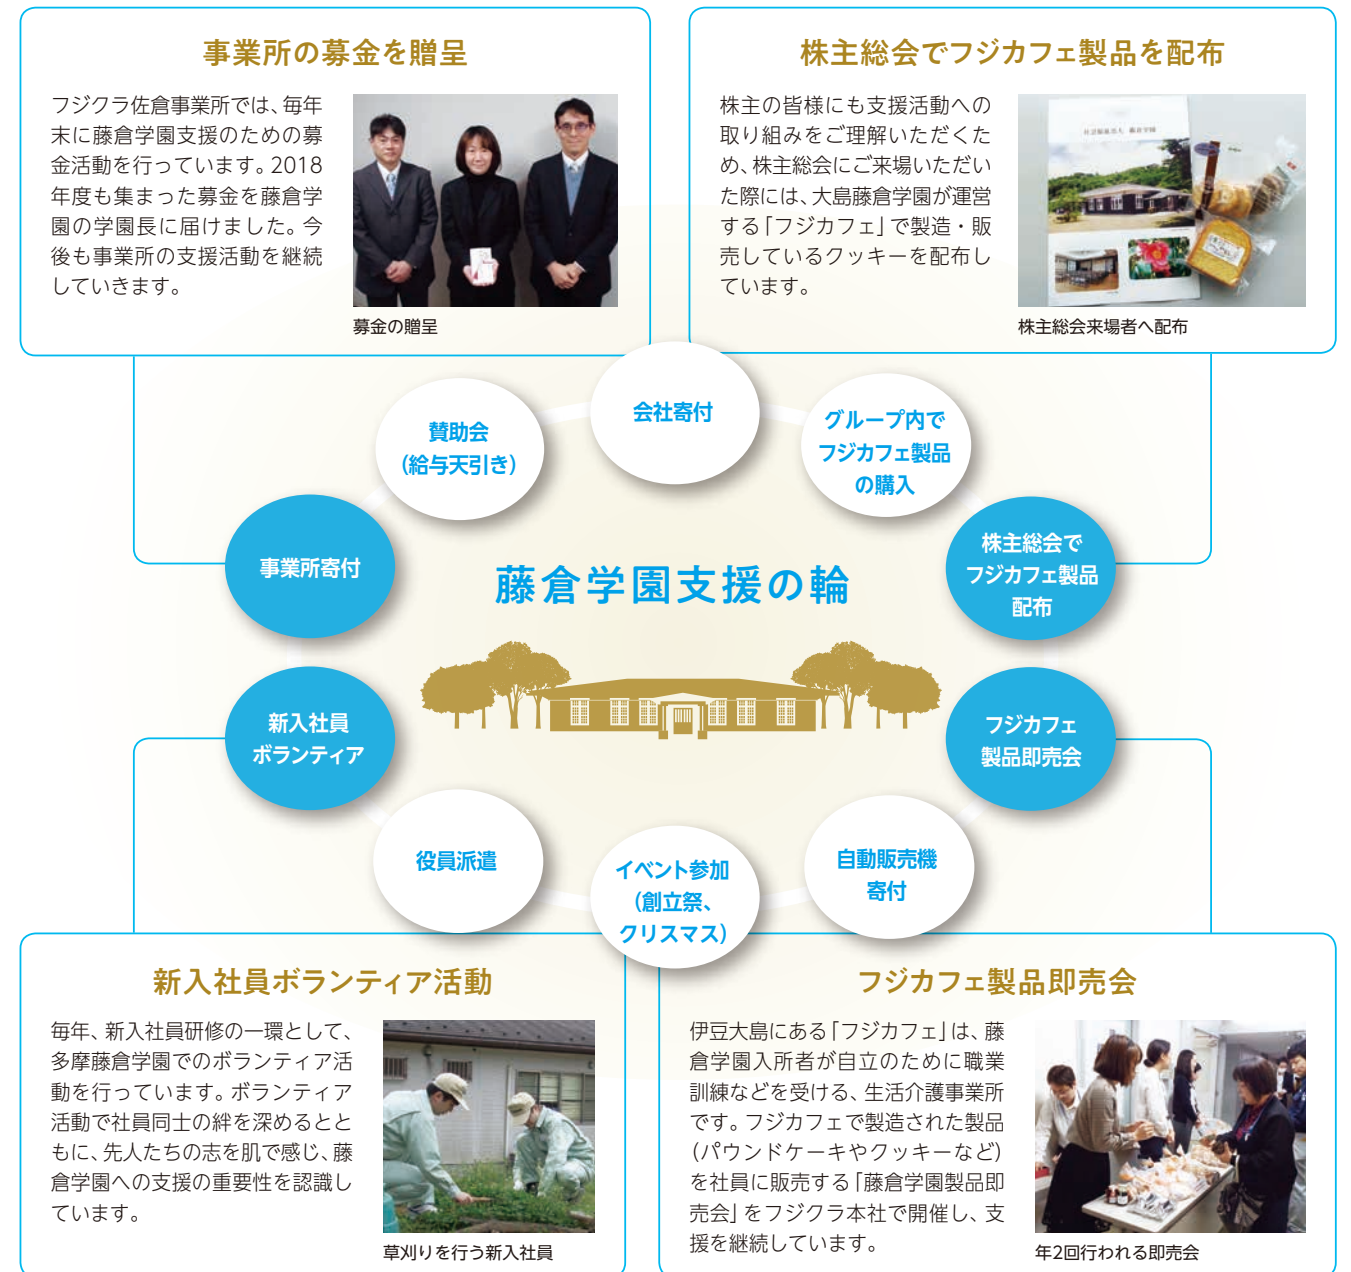 事業所の募金を贈呈
フジクラ佐倉事業所では、毎年
末に藤倉学園支援のための募
金活動を行っています。2018
年度も集まった募金を藤倉学
園の学園長に届けました。今
後も事業所の支援活動を継続
していきます。
募金の贈呈
株主総会でフジカフェ製品を配布
株主の皆様にも支援活動への
取り組みをご理解いただくた
め、株主総会にご来場いただい
た際には、大島藤倉学園が運営
する「フジカフェ」で製造・販
売しているクッキーを配布し
ています。
社会福祉法人 藤倉学園
株主総会来場者へ配布
会社寄付
賛助会
(給与天引き)
グループ内で
フジカフェ製品
の購入
事業所寄付
株主総会で
フジカフェ製品
配布
藤倉学園支援の輪
新入社員
ボランティア
フジカフェ
製品即売会
役員派遣
イベント参加
(創立祭、
クリスマス)
自動販売機
寄付
新入社員ボランティア活動
毎年、新入社員研修の一環として、
多摩藤倉学園でのボランティア活
動を行っています。ボランティア
活動で社員同士の絆を深めるとと
もに、先人たちの志を肌で感じ、藤
倉学園への支援の重要性を認識し
ています。
草刈りを行う新入社員
フジカフェ製品即売会
伊豆大島にある「フジカフェ」は、藤
倉学園入所者が自立のために職業
訓練などを受ける、生活介護事業所
です。フジカフェで製造された製品
(パウンドケーキやクッキーなど)
を社員に販売する「藤倉学園製品即
売会」をフジクラ本社で開催し、支
援を継続しています。
年2回行われる即売会